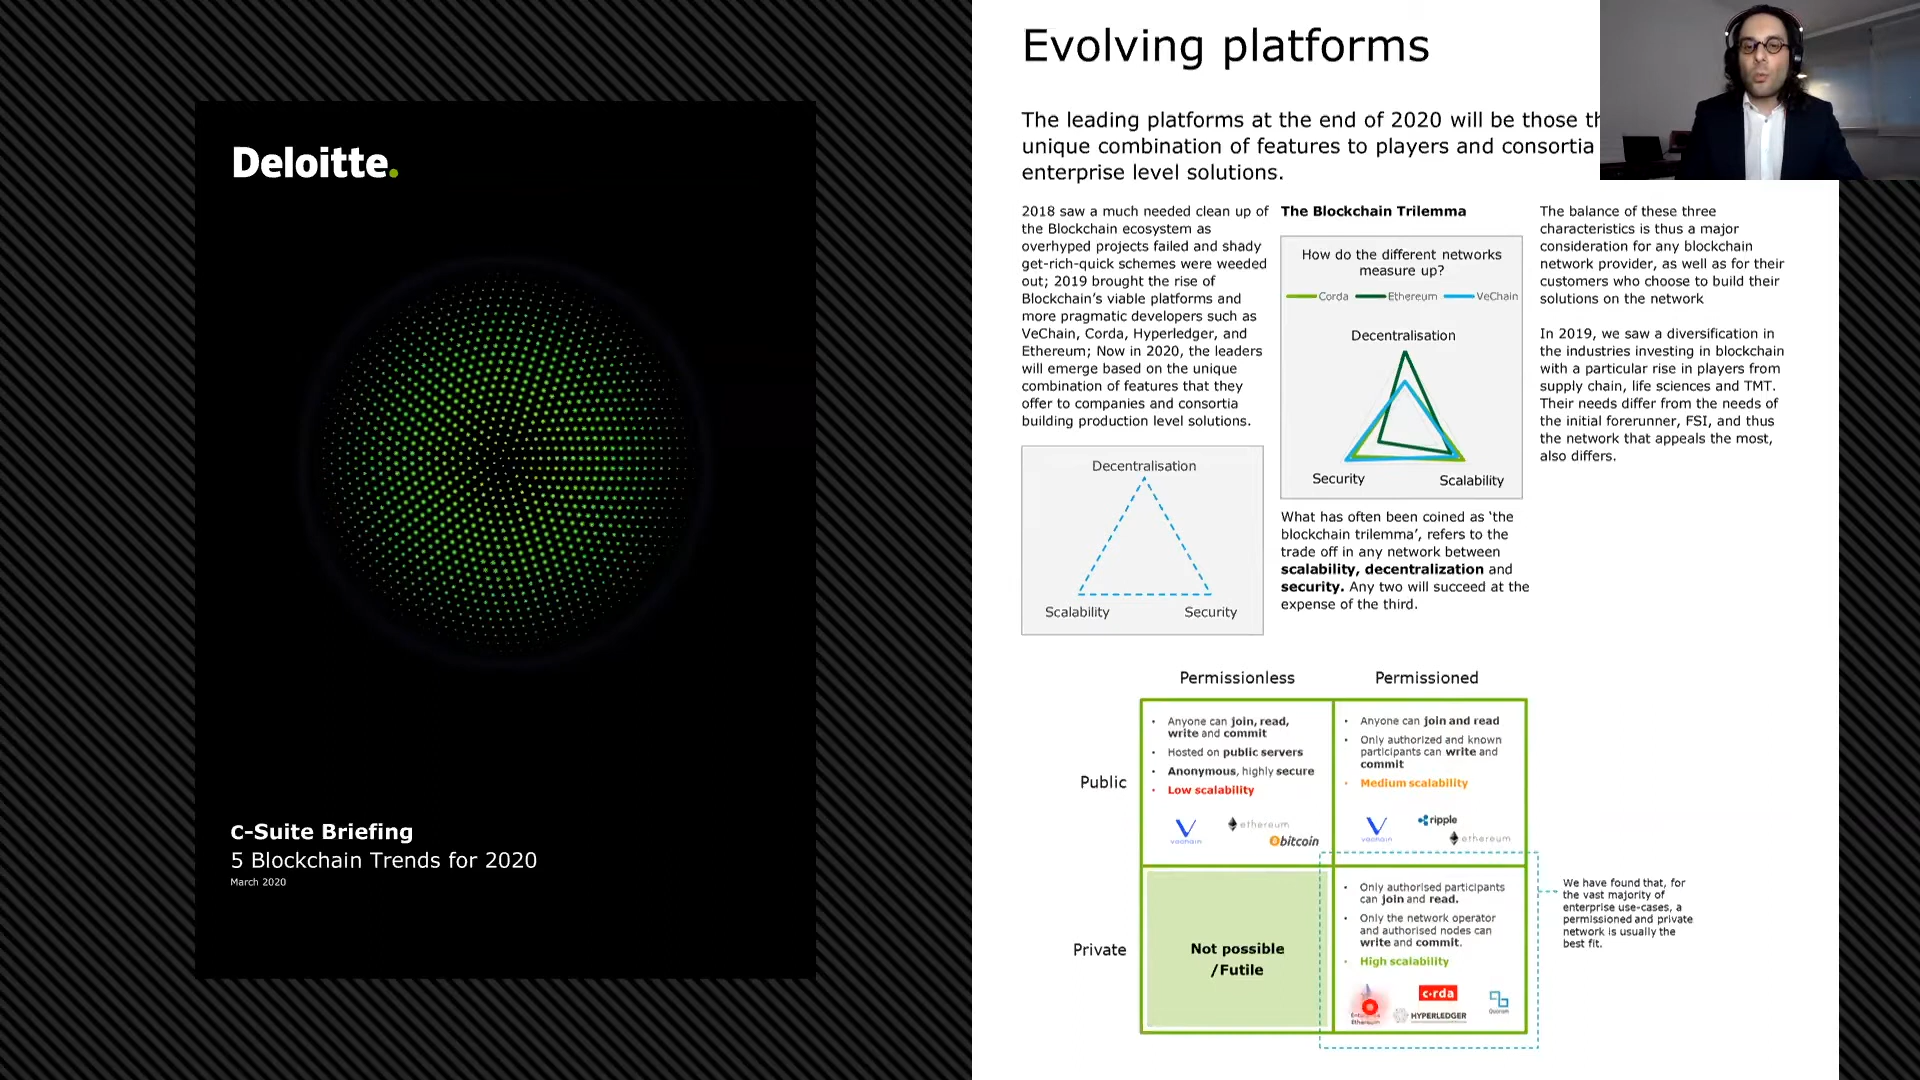 Deloitte.
C-Suite Briefing
5 Blockchain Trends for 2020
March 2020
Evolving platforms
The leading platforms at the end of 2020 will be those
unique combination of features to players and consortia
enterprise level solutions.
2018 saw a much needed clean up of
the Blockchain ecosystem as
overhyped projects failed and shady
get-rich-quick schemes were weeded
out; 2019 brought the rise of
Blockchain's viable platforms and
more pragmatic developers such as
VeChain, Corda, Hyperledger, and
Ethereum; Now in 2020, the leaders
will emerge based on the unique
combination of features that they
offer to companies and consortia
building production level solutions.
Decentralisation
Scalability
Security
The Blockchain Trilemma
How do the different networks
measure up?
Corda Ethereum VeChain
Decentralisation
Security
Scalability
What has often been coined as ‘the
blockchain trilemma’, refers to the
trade off in any network between
scalability, decentralization and
security. Any two will succeed at the
expense of the third.
The balance of these three
characteristics is thus a major
consideration for any blockchain
network provider, as well as for their
customers who choose to build their
solutions on the network
In 2019, we saw a diversification in
the industries investing in blockchain
with a particular rise in players from
supply chain, life sciences and TMT.
Their needs differ from the needs of
the initial forerunner, FSI, and thus
the network that appeals the most,
also differs.
Permissionless
Permissioned
Public
• Anyone can join, read,
write and commit
• Hosted on public servers
• Anonymous, highly secure
• Low scalability
vechain
ethereum
bitcoin
• Anyone can join and read
• Only authorized and known
participants can write and
commit
• Medium scalability
vechain
ripple
ethereum
Private
Not possible
/Futile
• Only authorised participants
can join and read.
• Only the network operator
and authorised nodes can
write and commit.
• High scalability
Ethereum
c·rda
HYPERLEDGER
Quorum
We have found that, for
the vast majority of
enterprise use-cases, a
permissioned and private
network is usually the
best fit.